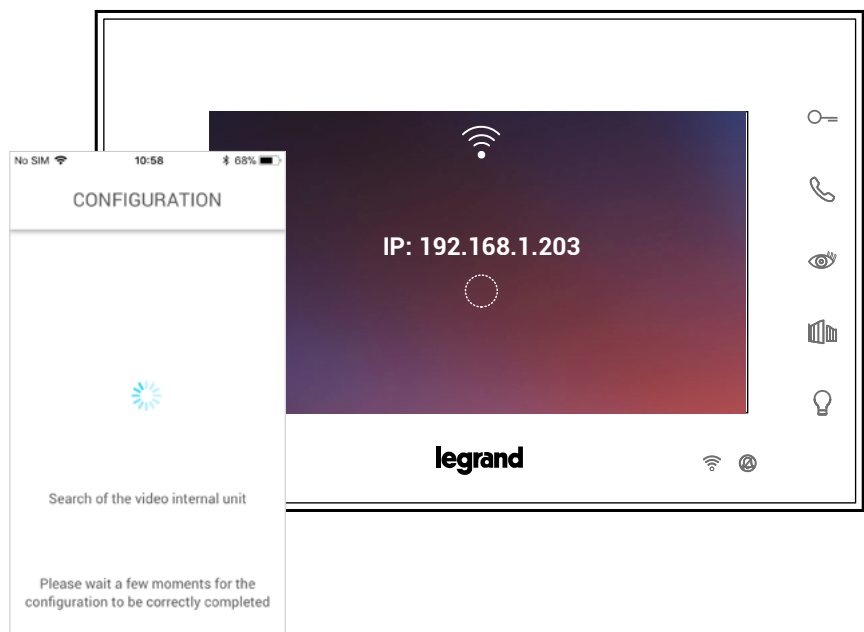 No SIM 10:58 68%
CONFIGURATION
Search of the video internal unit
Please wait a few moments for the
configuration to be correctly completed
IP: 192.168.1.203
legrand